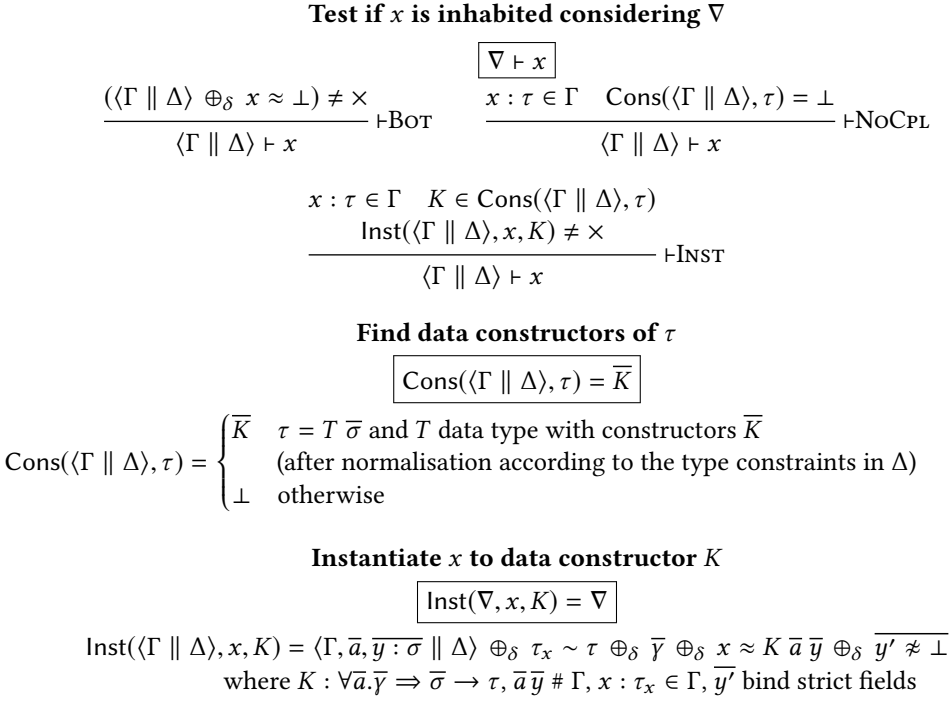 Test if x is inhabited considering ∇
∇ ⊢ x
(⟨Γ ∥ Δ⟩ ⊕δ x ≈ ⊥) ≠ ×
⟨Γ ∥ Δ⟩ ⊢ x
⊢Bot
x : τ ∈ Γ Cons(⟨Γ ∥ Δ⟩, τ) = ⊥
⟨Γ ∥ Δ⟩ ⊢ x
⊢NoCpl
x : τ ∈ Γ K ∈ Cons(⟨Γ ∥ Δ⟩, τ)
Inst(⟨Γ ∥ Δ⟩, x, K) ≠ ×
⟨Γ ∥ Δ⟩ ⊢ x
⊢Inst
Find data constructors of τ
Cons(⟨Γ ∥ Δ⟩, τ) = K̅
Cons(⟨Γ ∥ Δ⟩, τ) = { K̅ τ = T σ̅ and T data type with constructors K̅
(after normalisation according to the type constraints in Δ)
⊥ otherwise
Instantiate x to data constructor K
Inst(∇, x, K) = ∇
Inst(⟨Γ ∥ Δ⟩, x, K) = ⟨Γ, a̅, y̅ ̅:̅ ̅σ̅ ∥ Δ⟩ ⊕δ τx ∼ τ ⊕δ γ̅ ⊕δ x ≈ K a̅ y̅ ⊕δ y̅′̅ ̅≉̅ ̅⊥̅
where K : ∀a̅.γ̅ ⇒ σ̅ → τ, a̅ y̅ # Γ, x : τx ∈ Γ, y̅′̅ bind strict fields